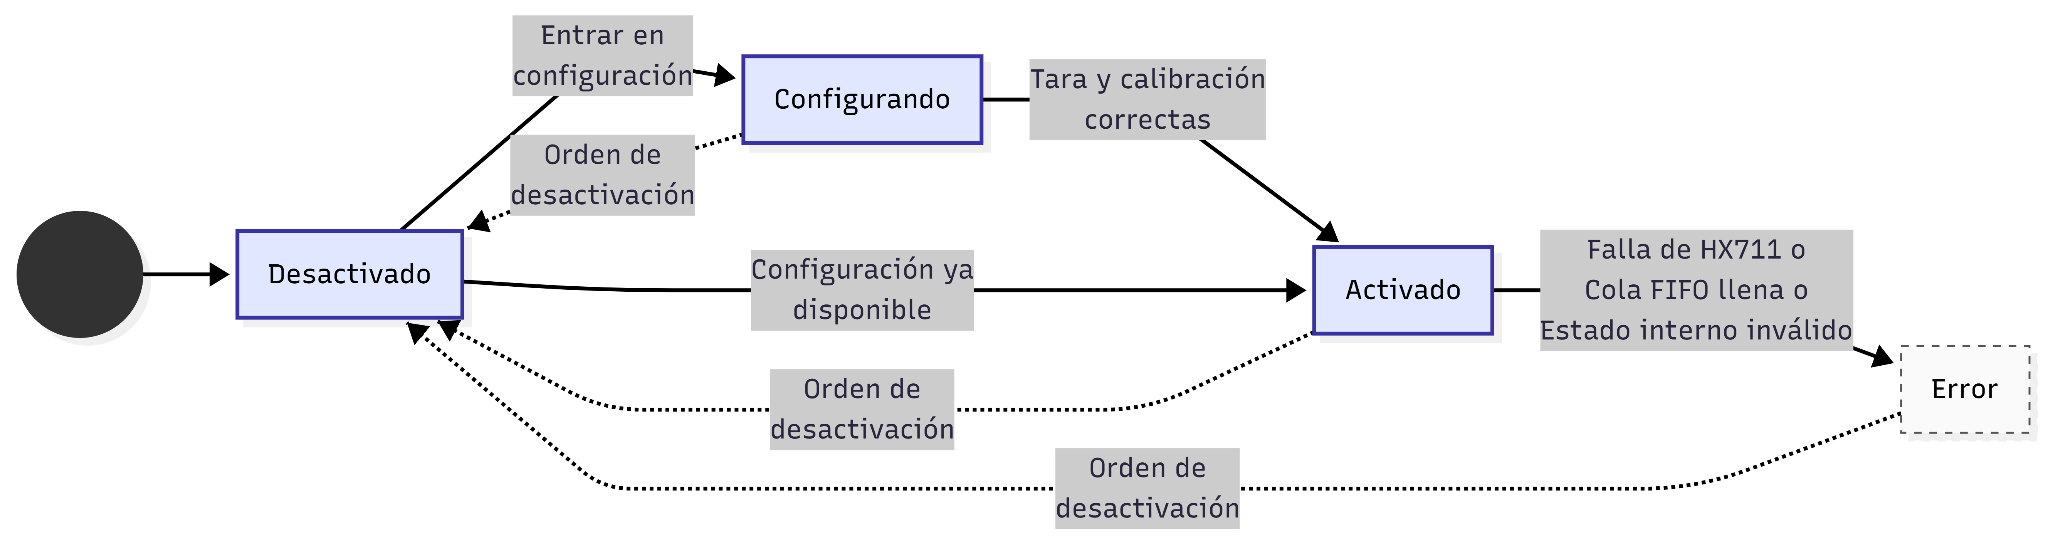 Entrar en
configuración
Configurando
Tara y calibración
correctas
Orden de
desactivación
Desactivado
Configuración ya
disponible
Activado
Falla de HX711 o
Cola FIFO llena o
Estado interno inválido
Error
Orden de
desactivación
Orden de
desactivación